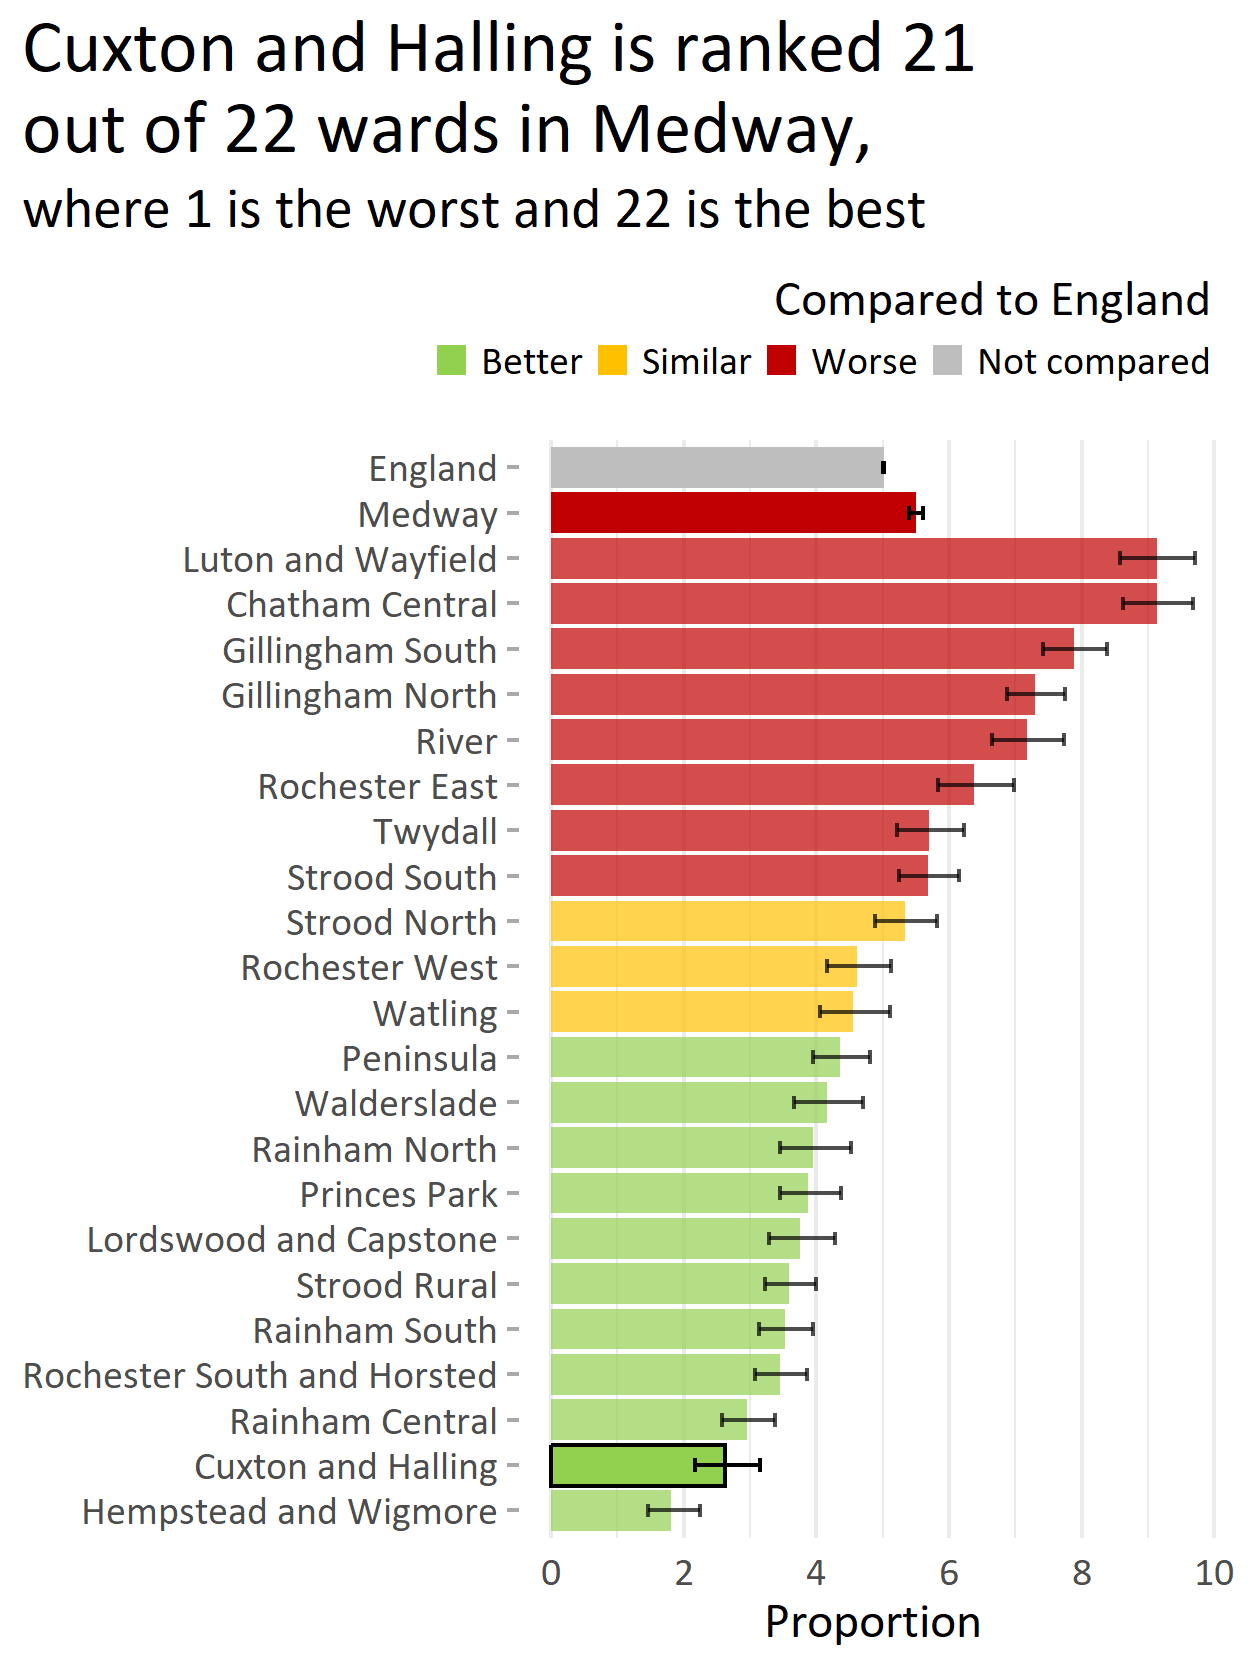 Cuxton and Halling is ranked 21
out of 22 wards in Medway,
where 1 is the worst and 22 is the best
Compared to England
Better Similar Worse Not compared
England
Medway
Luton and Wayfield
Chatham Central
Gillingham South
Gillingham North
River
Rochester East
Twydall
Strood South
Strood North
Rochester West
Watling
Peninsula
Walderslade
Rainham North
Princes Park
Lordswood and Capstone
Strood Rural
Rainham South
Rochester South and Horsted
Rainham Central
Cuxton and Halling
Hempstead and Wigmore
0 2 4 6 8 10
Proportion